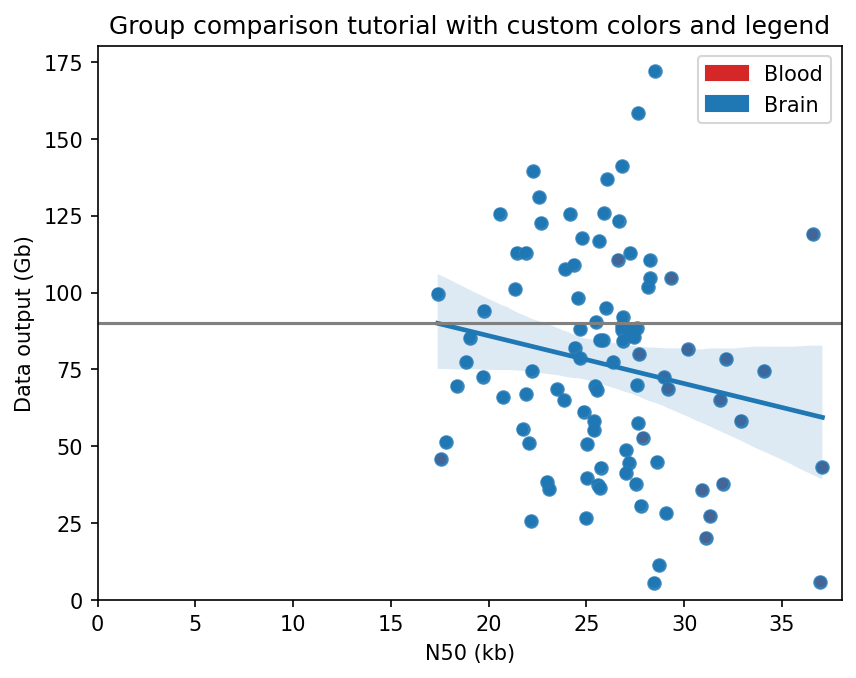 Group comparison tutorial with custom colors and legend
175
150
125
100
75
50
25
0
Data output (Gb)
Blood
Brain
0 5 10 15 20 25 30 35
N50 (kb)